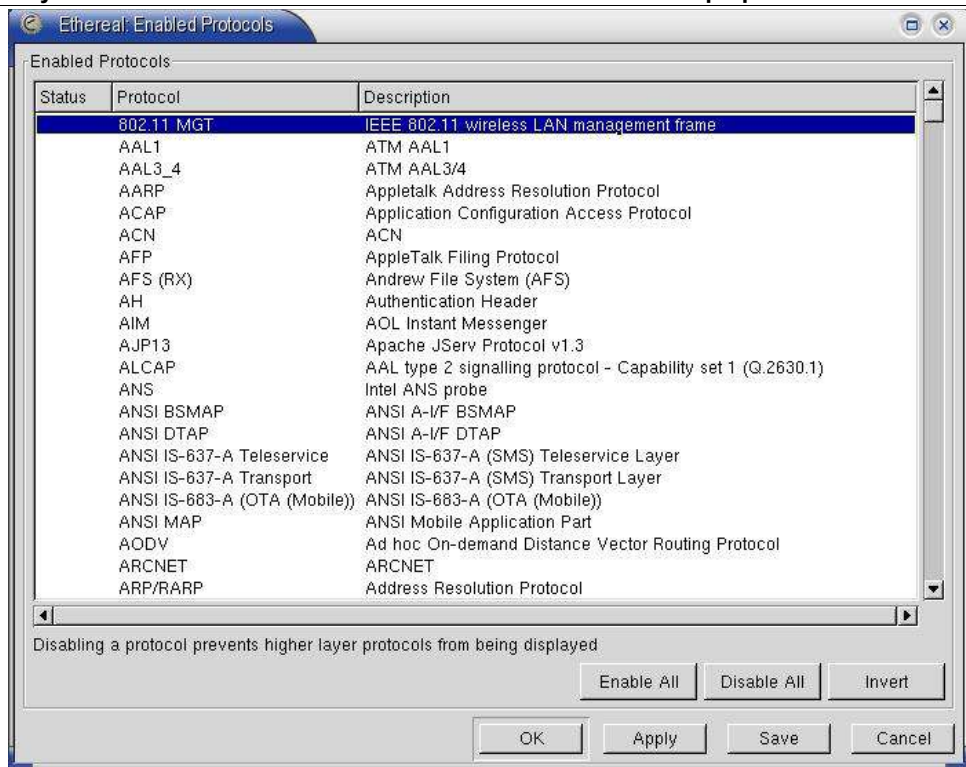 Ethereal: Enabled Protocols
Enabled Protocols
Status Protocol Description
802.11 MGT IEEE 802.11 wireless LAN management frame
AAL1 ATM AAL1
AAL3_4 ATM AAL3/4
AARP Appletalk Address Resolution Protocol
ACAP Application Configuration Access Protocol
ACN ACN
AFP AppleTalk Filing Protocol
AFS (RX) Andrew File System (AFS)
AH Authentication Header
AIM AOL Instant Messenger
AJP13 Apache JServ Protocol v1.3
ALCAP AAL type 2 signalling protocol - Capability set 1 (Q.2630.1)
ANS Intel ANS probe
ANSI BSMAP ANSI A-I/F BSMAP
ANSI DTAP ANSI A-I/F DTAP
ANSI IS-637-A Teleservice ANSI IS-637-A (SMS) Teleservice Layer
ANSI IS-637-A Transport ANSI IS-637-A (SMS) Transport Layer
ANSI IS-683-A (OTA (Mobile)) ANSI IS-683-A (OTA (Mobile))
ANSI MAP ANSI Mobile Application Part
AODV Ad hoc On-demand Distance Vector Routing Protocol
ARCNET ARCNET
ARP/RARP Address Resolution Protocol
Disabling a protocol prevents higher layer protocols from being displayed
Enable All Disable All Invert
OK Apply Save Cancel